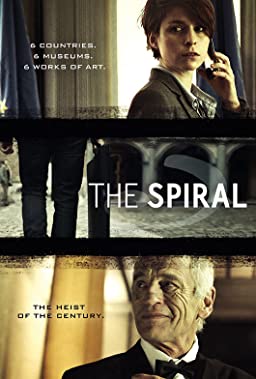 6 COUNTRIES.
6 MUSEUMS.
6 WORKS OF ART.
THE SPIRAL
THE HEIST
OF THE CENTURY.